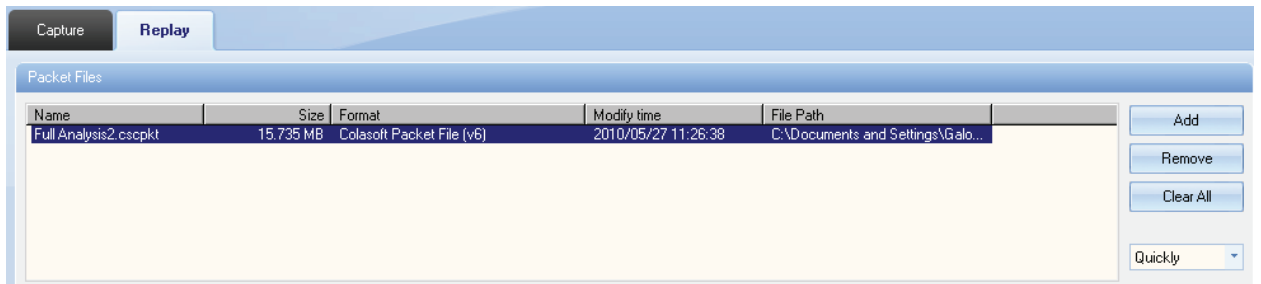 Capture Replay
Packet Files
Name Size Format Modify time File Path
Full Analysis2.cscpkt 15.735 MB Colasoft Packet File (v6) 2010/05/27 11:26:38 C:\Documents and Settings\Galo...
Add
Remove
Clear All
Quickly